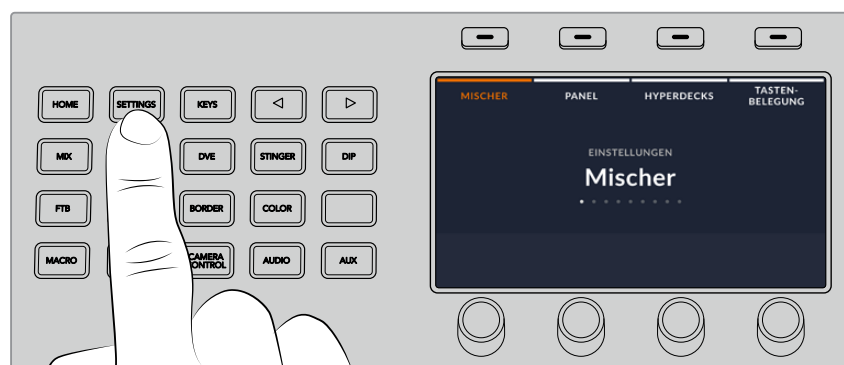 HOME
SETTINGS
KEYS
MIX
DVE
STINGER
DIP
FTB
BORDER
COLOR
MACRO
CAMERA
CONTROL
AUDIO
AUX
MISCHER
PANEL
HYPERDECKS
TASTEN-
BELEGUNG
EINSTELLUNGEN
Mischer